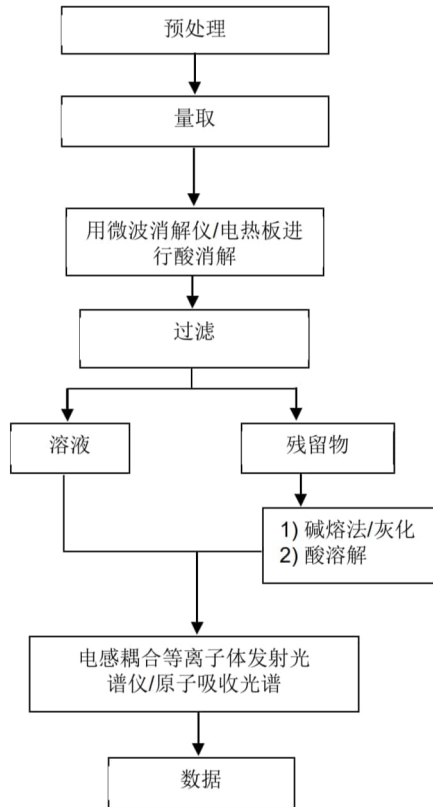 预处理
量取
用微波消解仪/电热板进
行酸消解
过滤
溶液
残留物
1) 碱熔法/灰化
2) 酸溶解
电感耦合等离子体发射光
谱仪/原子吸收光谱
数据